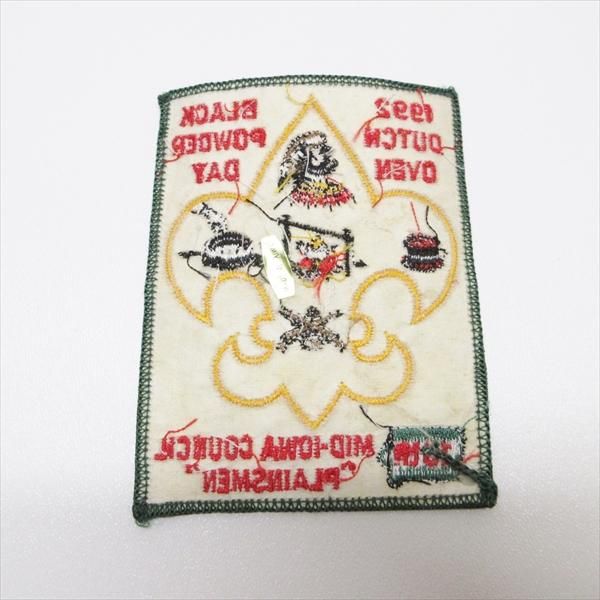 1992
DUTCH
OVEN
BLACK
POWDER
DAY
MID-IOWA COUNCIL
"PLAINSMEN"